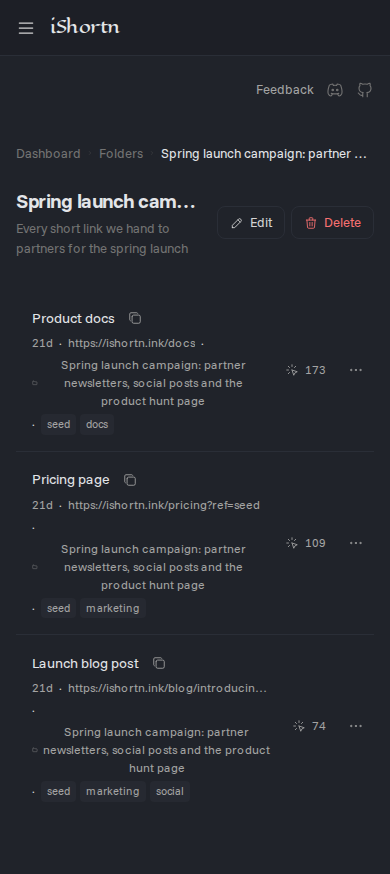 iShortn
Feedback
Dashboard · Folders · Spring launch campaign: partner ...
Spring launch cam...
Every short link we hand to
partners for the spring launch
Edit
Delete
Product docs
21d · https://ishortn.ink/docs ·
Spring launch campaign: partner
newsletters, social posts and the
product hunt page
· seed docs
173
Pricing page
21d · https://ishortn.ink/pricing?ref=seed
·
Spring launch campaign: partner
newsletters, social posts and the
product hunt page
· seed marketing
109
Launch blog post
21d · https://ishortn.ink/blog/introducin...
·
Spring launch campaign: partner
newsletters, social posts and the product
hunt page
· seed marketing social
74